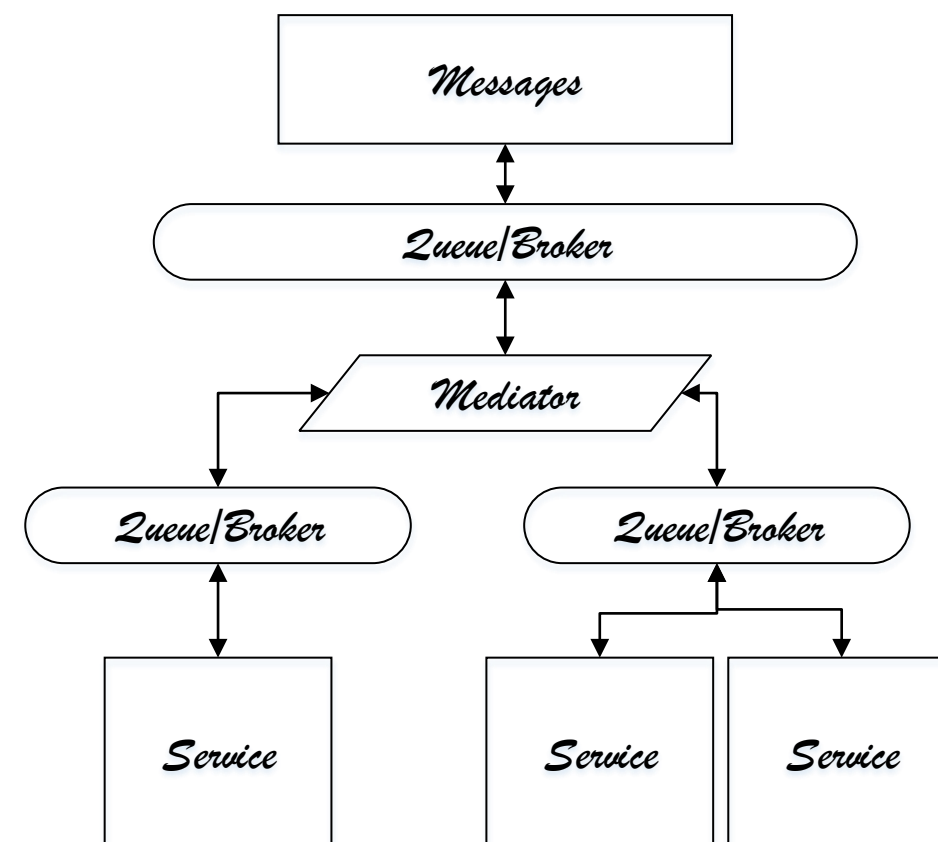 Messages
Queue/Broker
Mediator
Queue/Broker
Queue/Broker
Service
Service
Service